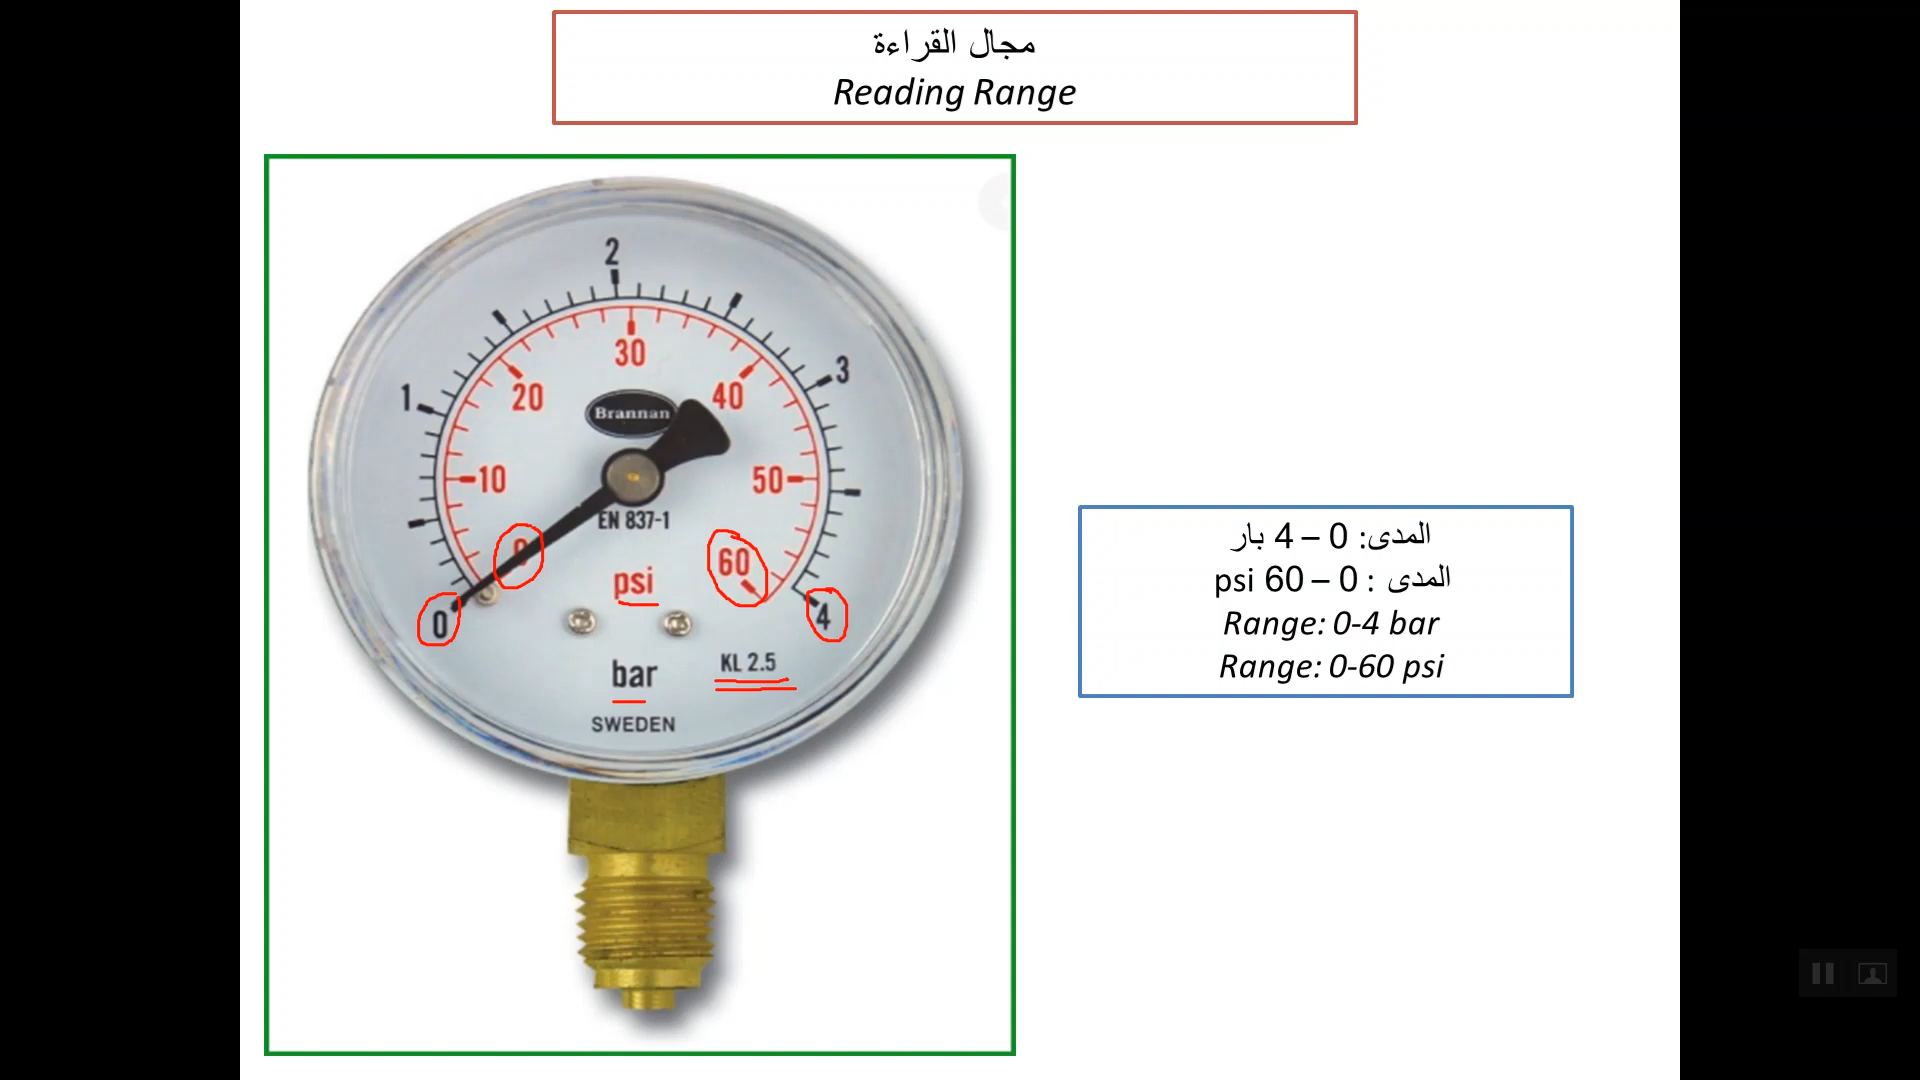 مجال القراءة
Reading Range
2
1
3
30
20
40
Brannan
10
50
EN 837-1
0
60
psi
0
4
KL 2.5
bar
SWEDEN
المدى: 0 – 4 بار
المدى : 0 – 60 psi
Range: 0-4 bar
Range: 0-60 psi